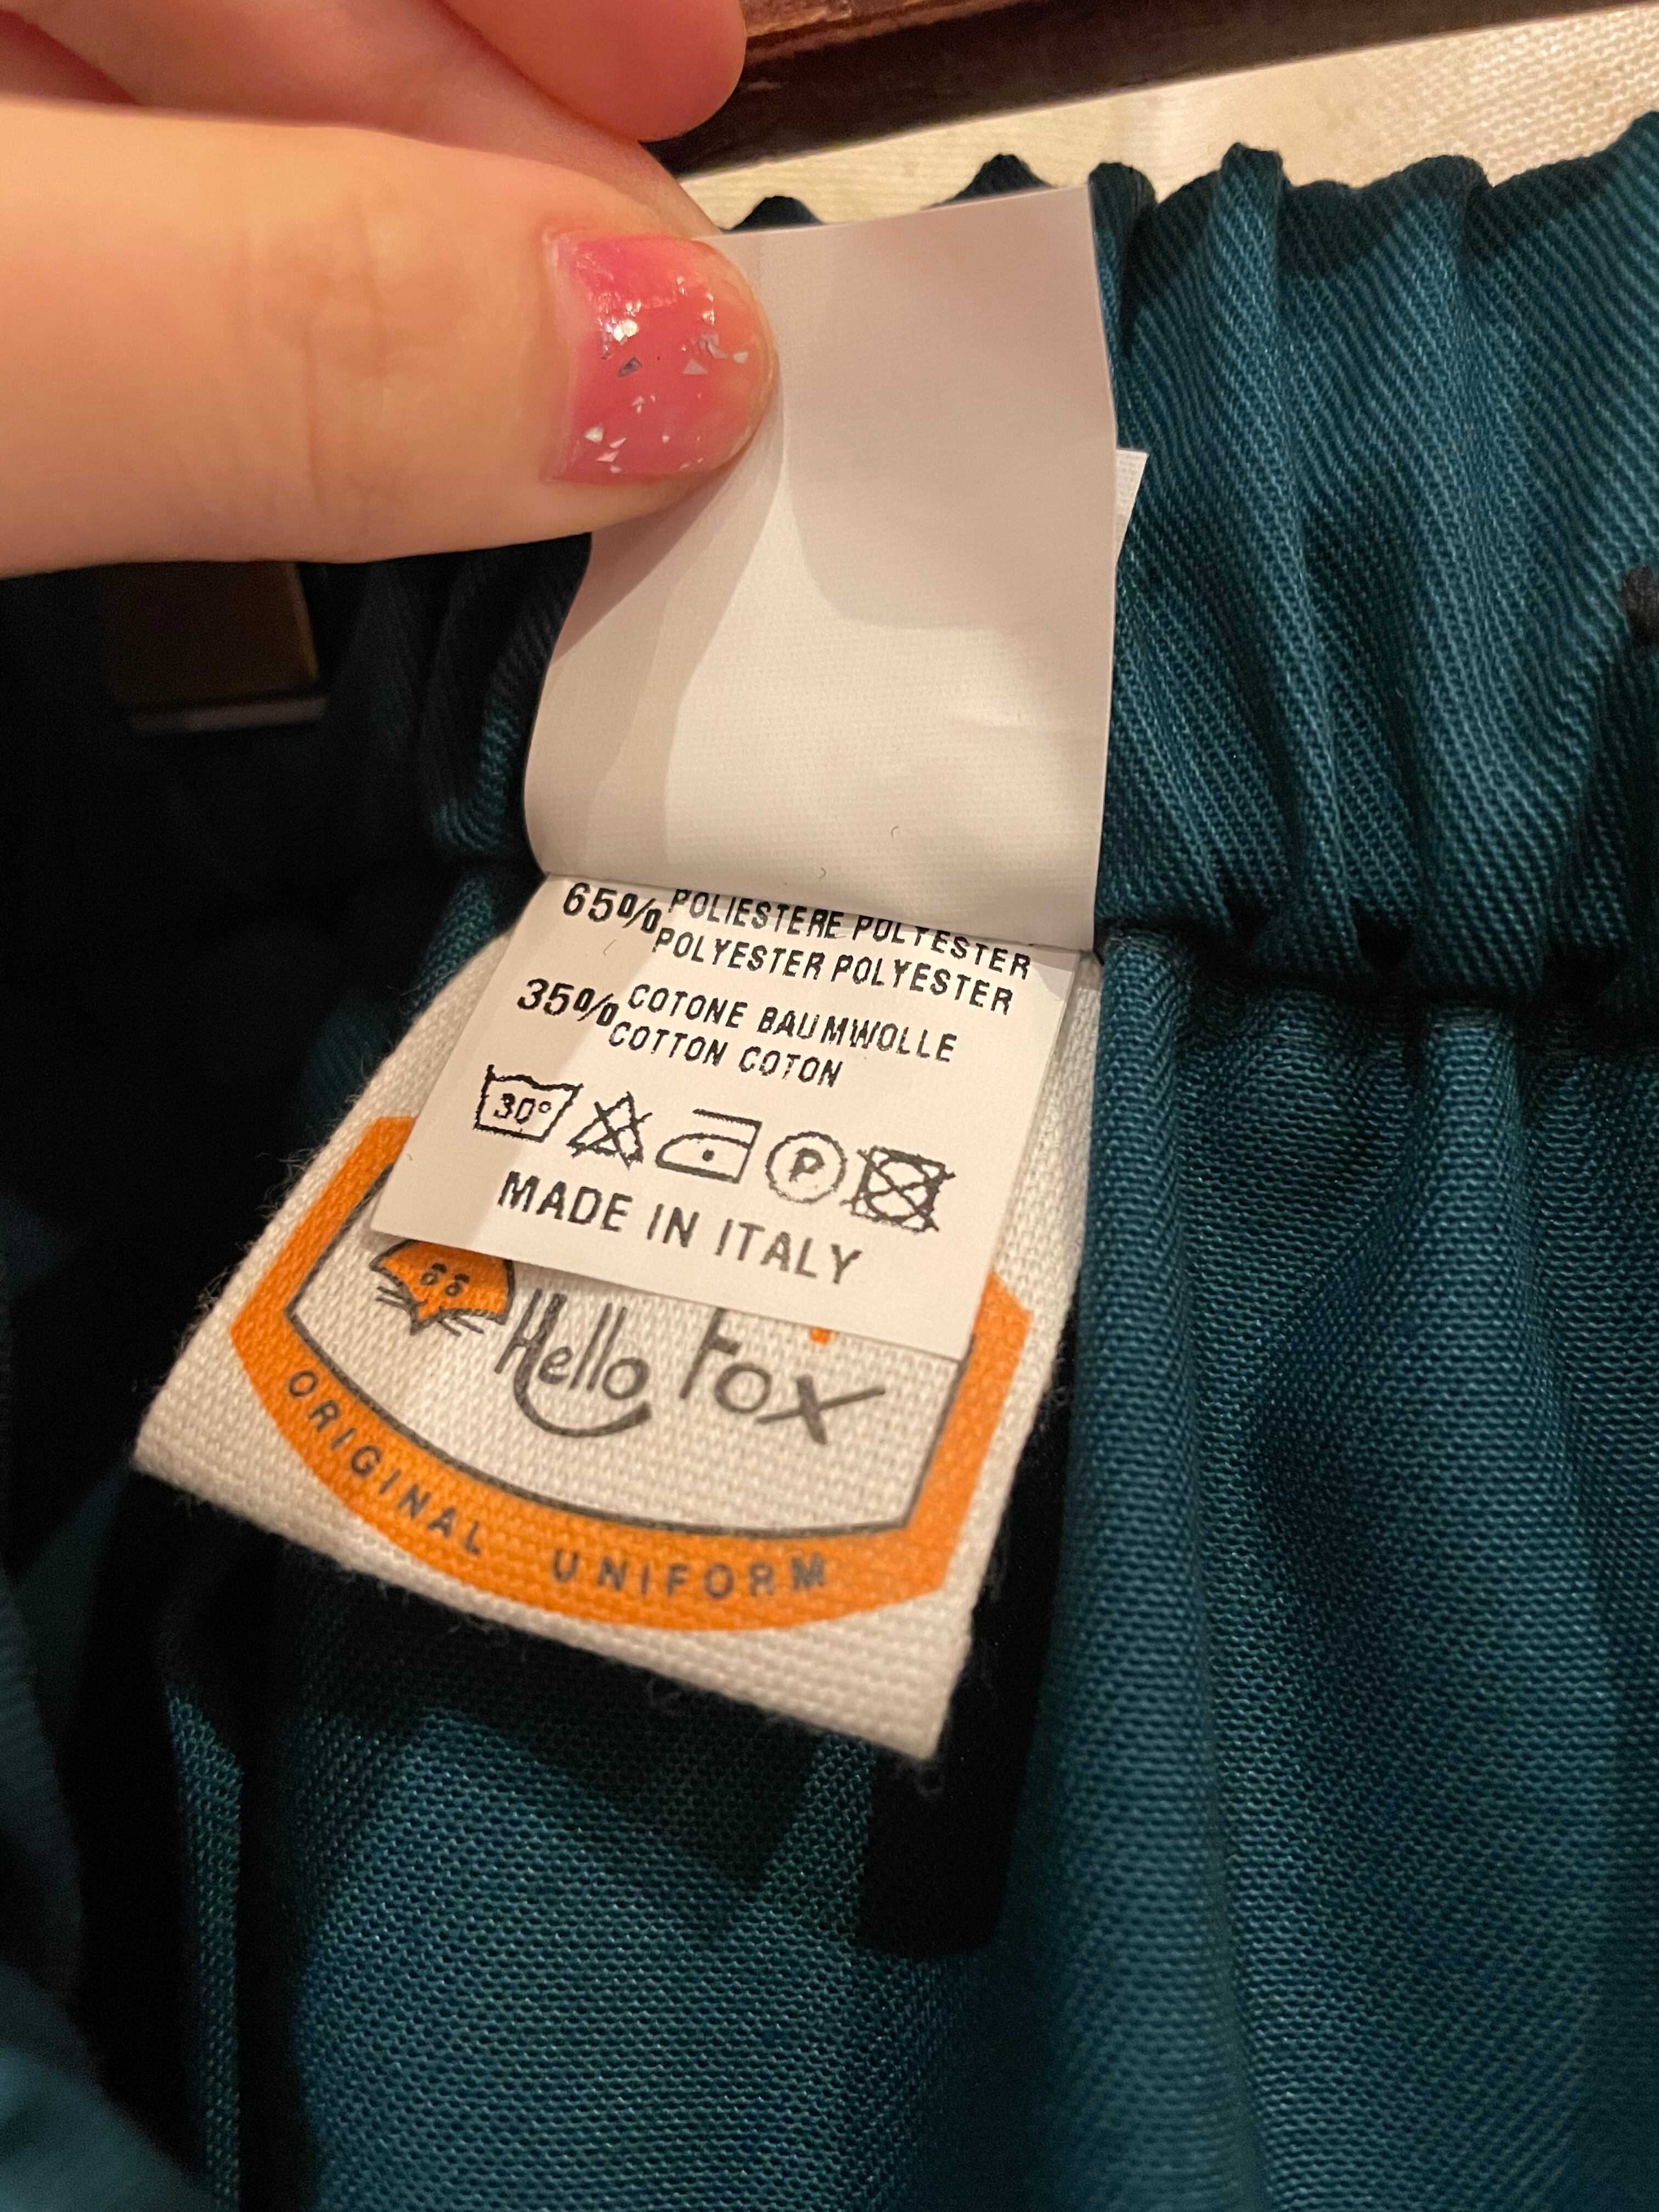 65% POLIESTERE POLYESTER
POLYESTER POLYESTER
35% COTONE BAUMWOLLE
COTTON COTON
30° P
MADE IN ITALY
Hello Fox
ORIGINAL UNIFORM